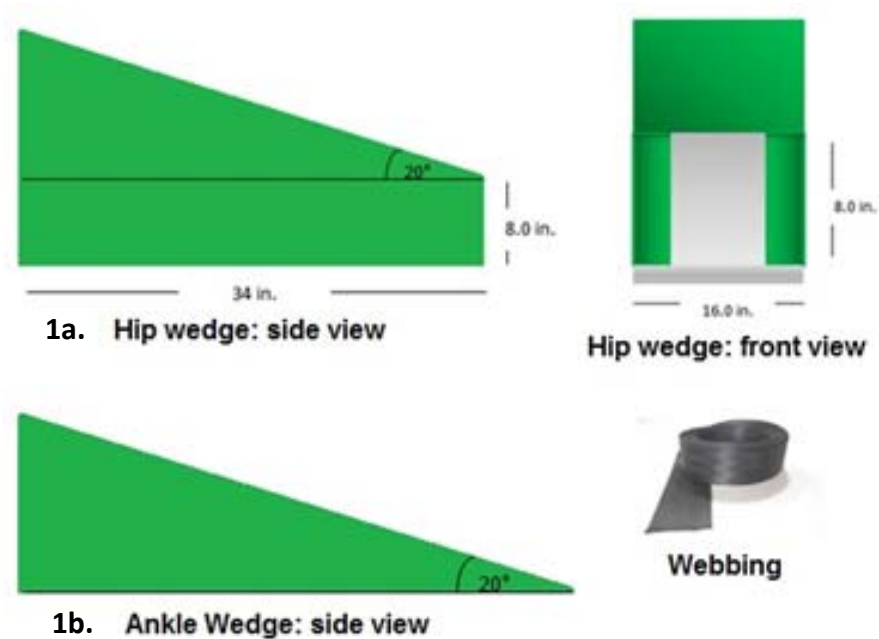 20°
8.0 in.
34 in.
1a. Hip wedge: side view
8.0 in.
16.0 in.
Hip wedge: front view
20°
1b. Ankle Wedge: side view
Webbing